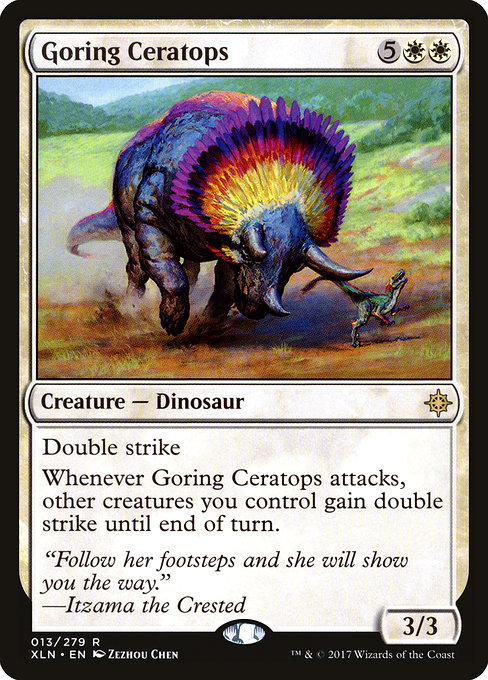 Goring Ceratops 5
Creature — Dinosaur
Double strike
Whenever Goring Ceratops attacks,
other creatures you control gain double
strike until end of turn.
“Follow her footsteps and she will show
you the way.”
—Itzama the Crested
3/3
013/279 R
XLN • EN Zezhou Chen
™ & © 2017 Wizards of the Coast